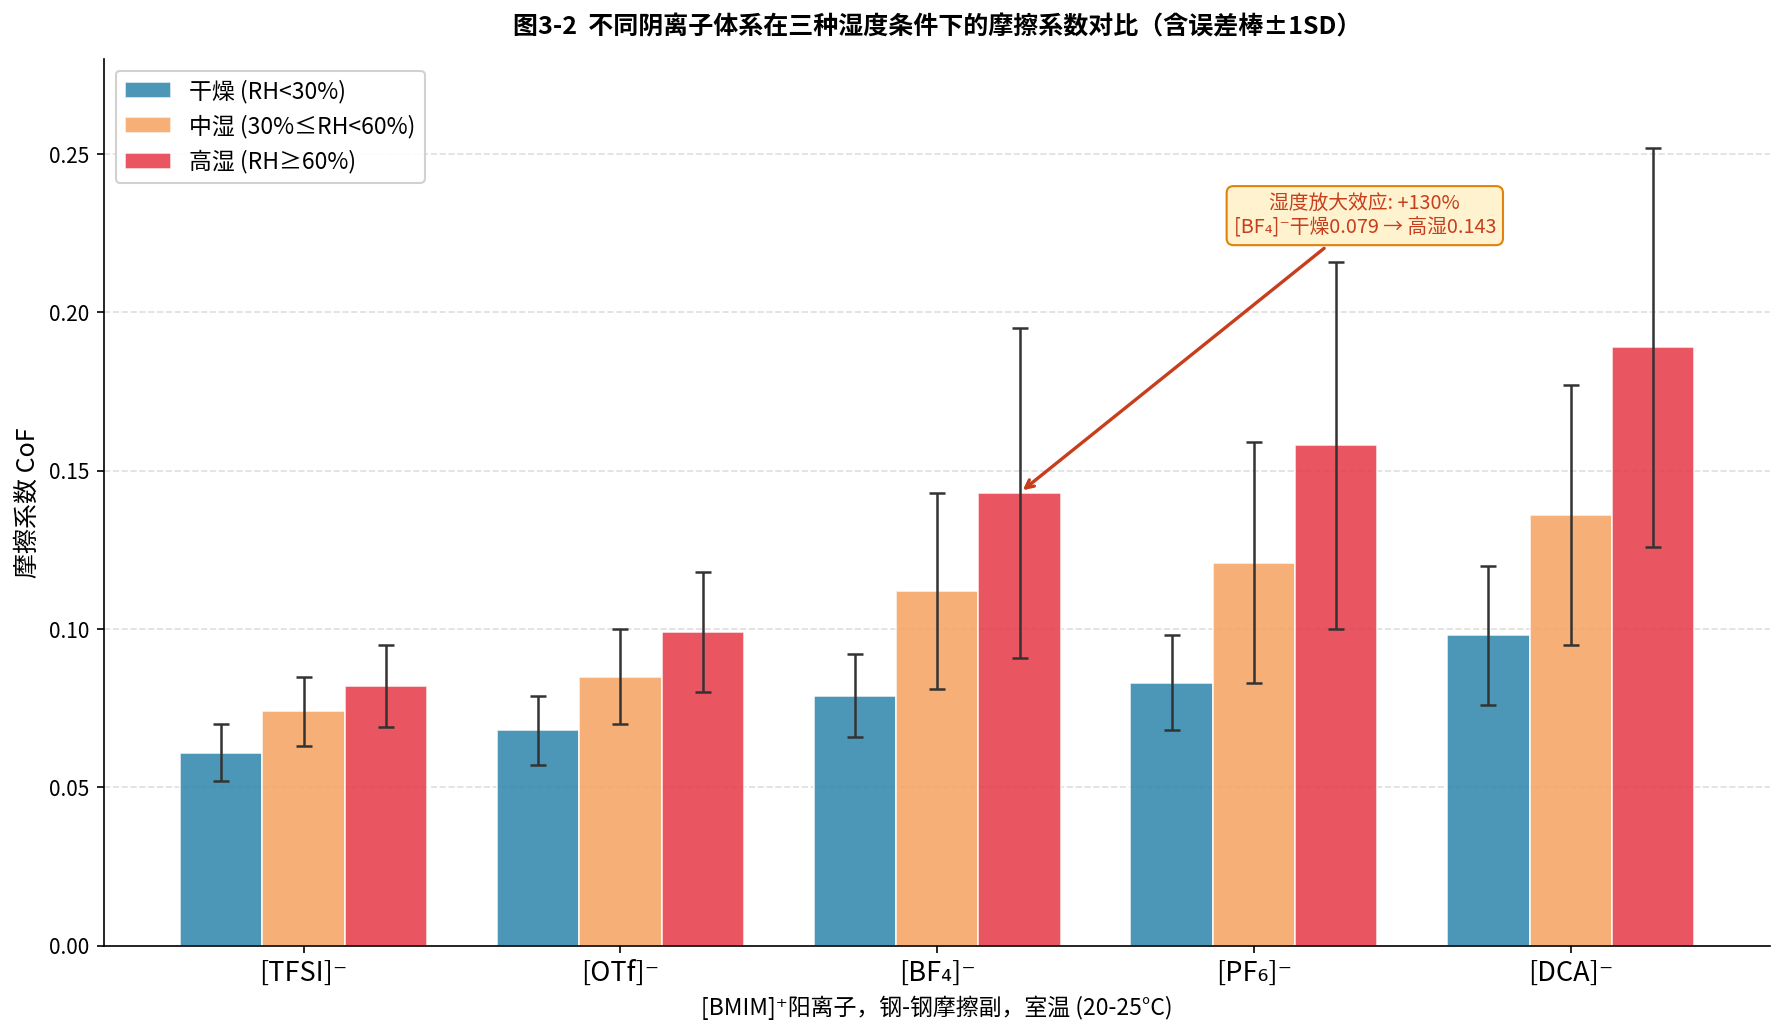 图3-2 不同阴离子体系在三种湿度条件下的摩擦系数对比（含误差棒±1SD）
干燥 (RH<30%)
中湿 (30%≤RH<60%)
高湿 (RH≥60%)
湿度放大效应: +130%
[BF₄]⁻干燥0.079 → 高湿0.143
摩擦系数 CoF
0.25
0.20
0.15
0.10
0.05
0.00
[TFSI]⁻
[OTf]⁻
[BF₄]⁻
[PF₆]⁻
[DCA]⁻
[BMIM]⁺阳离子，钢-钢摩擦副，室温 (20-25°C)